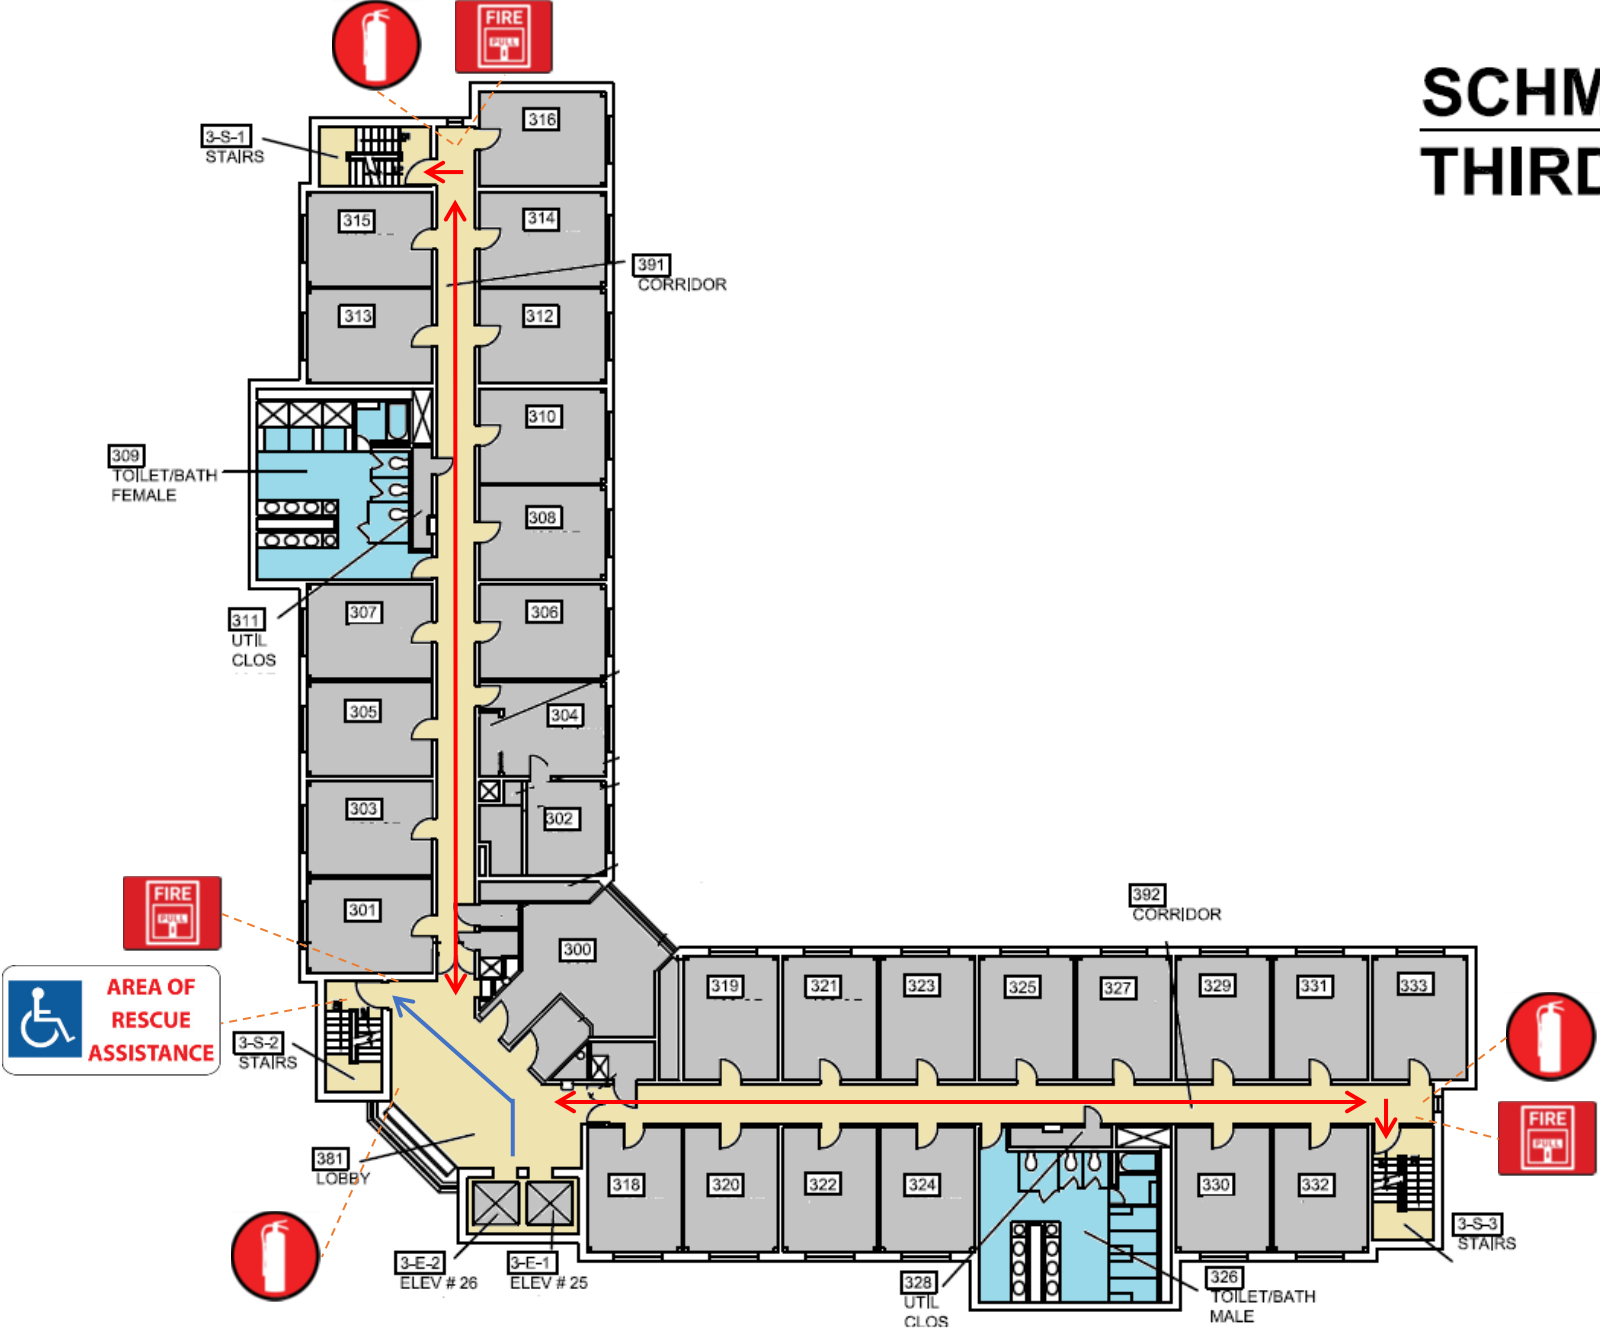 FIRE
PULL
SCHM
THIRD
316
3-S-1
STAIRS
315
314
391
CORRIDOR
313
312
310
309
TOILET/BATH
FEMALE
308
307
306
311
UTIL
CLOS
305
304
303
302
FIRE
PULL
301
392
CORRIDOR
300
AREA OF
RESCUE
ASSISTANCE
319
321
323
325
327
329
331
333
3-S-2
STAIRS
FIRE
PULL
381
LOBBY
318
320
322
324
330
332
3-S-3
STAIRS
3-E-2
ELEV # 26
3-E-1
ELEV # 25
328
UTIL
CLOS
326
TOILET/BATH
MALE